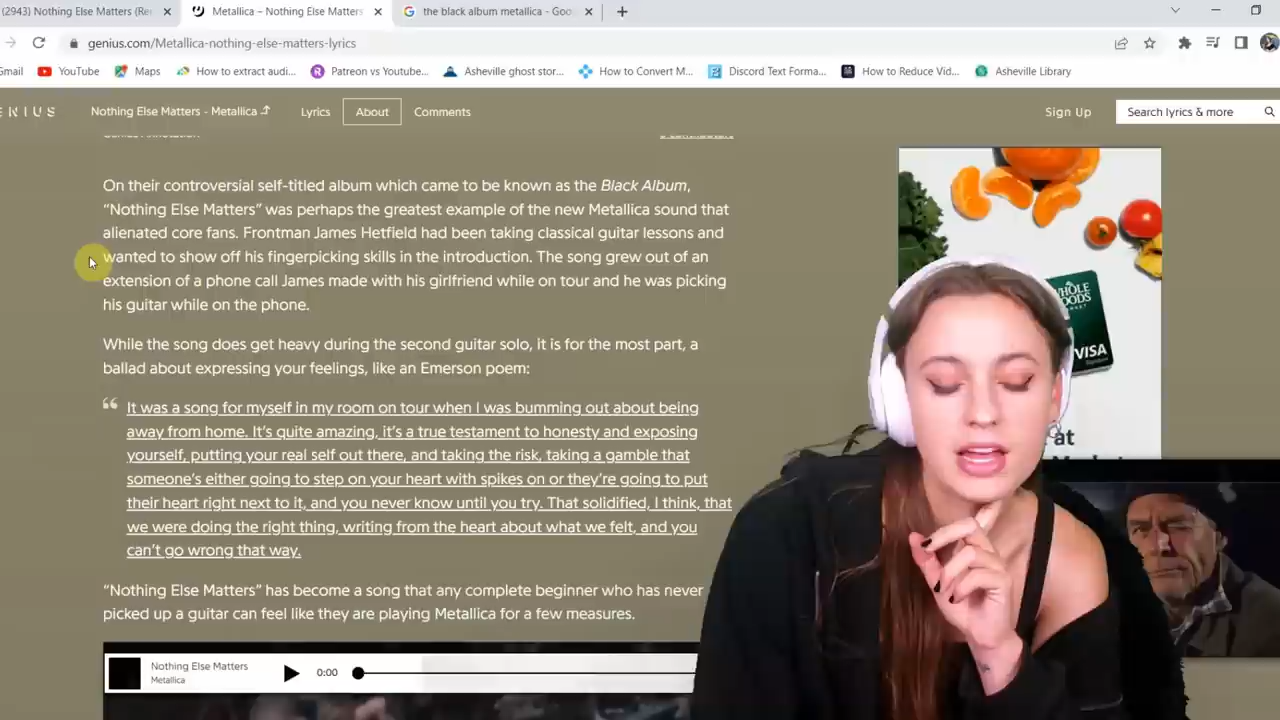 (2943) Nothing Else Matters (Re
Metallica – Nothing Else Matters
the black album metallica - Goo
genius.com/Metallica-nothing-else-matters-lyrics
Gmail
YouTube
Maps
How to extract audi...
Patreon vs Youtube...
Asheville ghost stor...
How to Convert M...
Discord Text Forma...
How to Reduce Vid...
Asheville Library
ENIUS
Nothing Else Matters - Metallica
Lyrics
About
Comments
Sign Up
Search lyrics & more
On their controversial self-titled album which came to be known as the Black Album,
“Nothing Else Matters” was perhaps the greatest example of the new Metallica sound that
alienated core fans. Frontman James Hetfield had been taking classical guitar lessons and
wanted to show off his fingerpicking skills in the introduction. The song grew out of an
extension of a phone call James made with his girlfriend while on tour and he was picking
his guitar while on the phone.
While the song does get heavy during the second guitar solo, it is for the most part, a
ballad about expressing your feelings, like an Emerson poem:
“ It was a song for myself in my room on tour when I was bumming out about being
away from home. It’s quite amazing, it’s a true testament to honesty and exposing
yourself, putting your real self out there, and taking the risk, taking a gamble that
someone’s either going to step on your heart with spikes on or they’re going to put
their heart right next to it, and you never know until you try. That solidified, I think, that
we were doing the right thing, writing from the heart about what we felt, and you
can’t go wrong that way.
“Nothing Else Matters” has become a song that any complete beginner who has never
picked up a guitar can feel like they are playing Metallica for a few measures.
Nothing Else Matters
Metallica
0:00
WHOLE
FOODS
MARKET
VISA
at